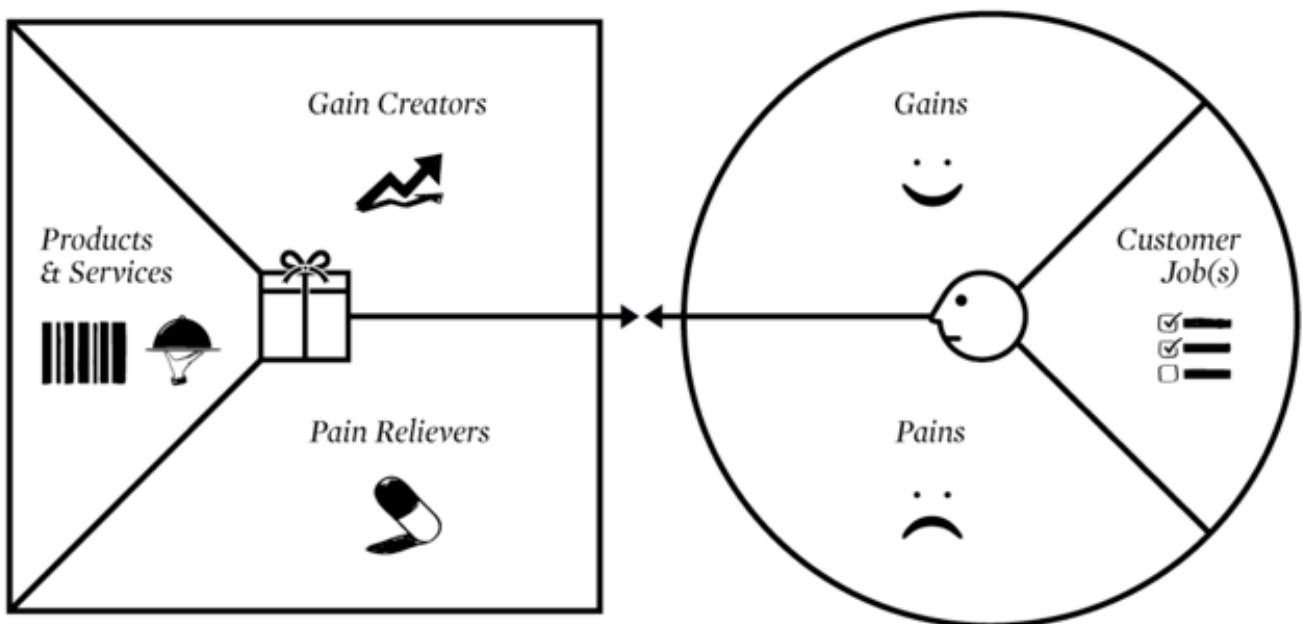 Gain Creators
Products
& Services
Pain Relievers
Gains
Customer
Job(s)
Pains